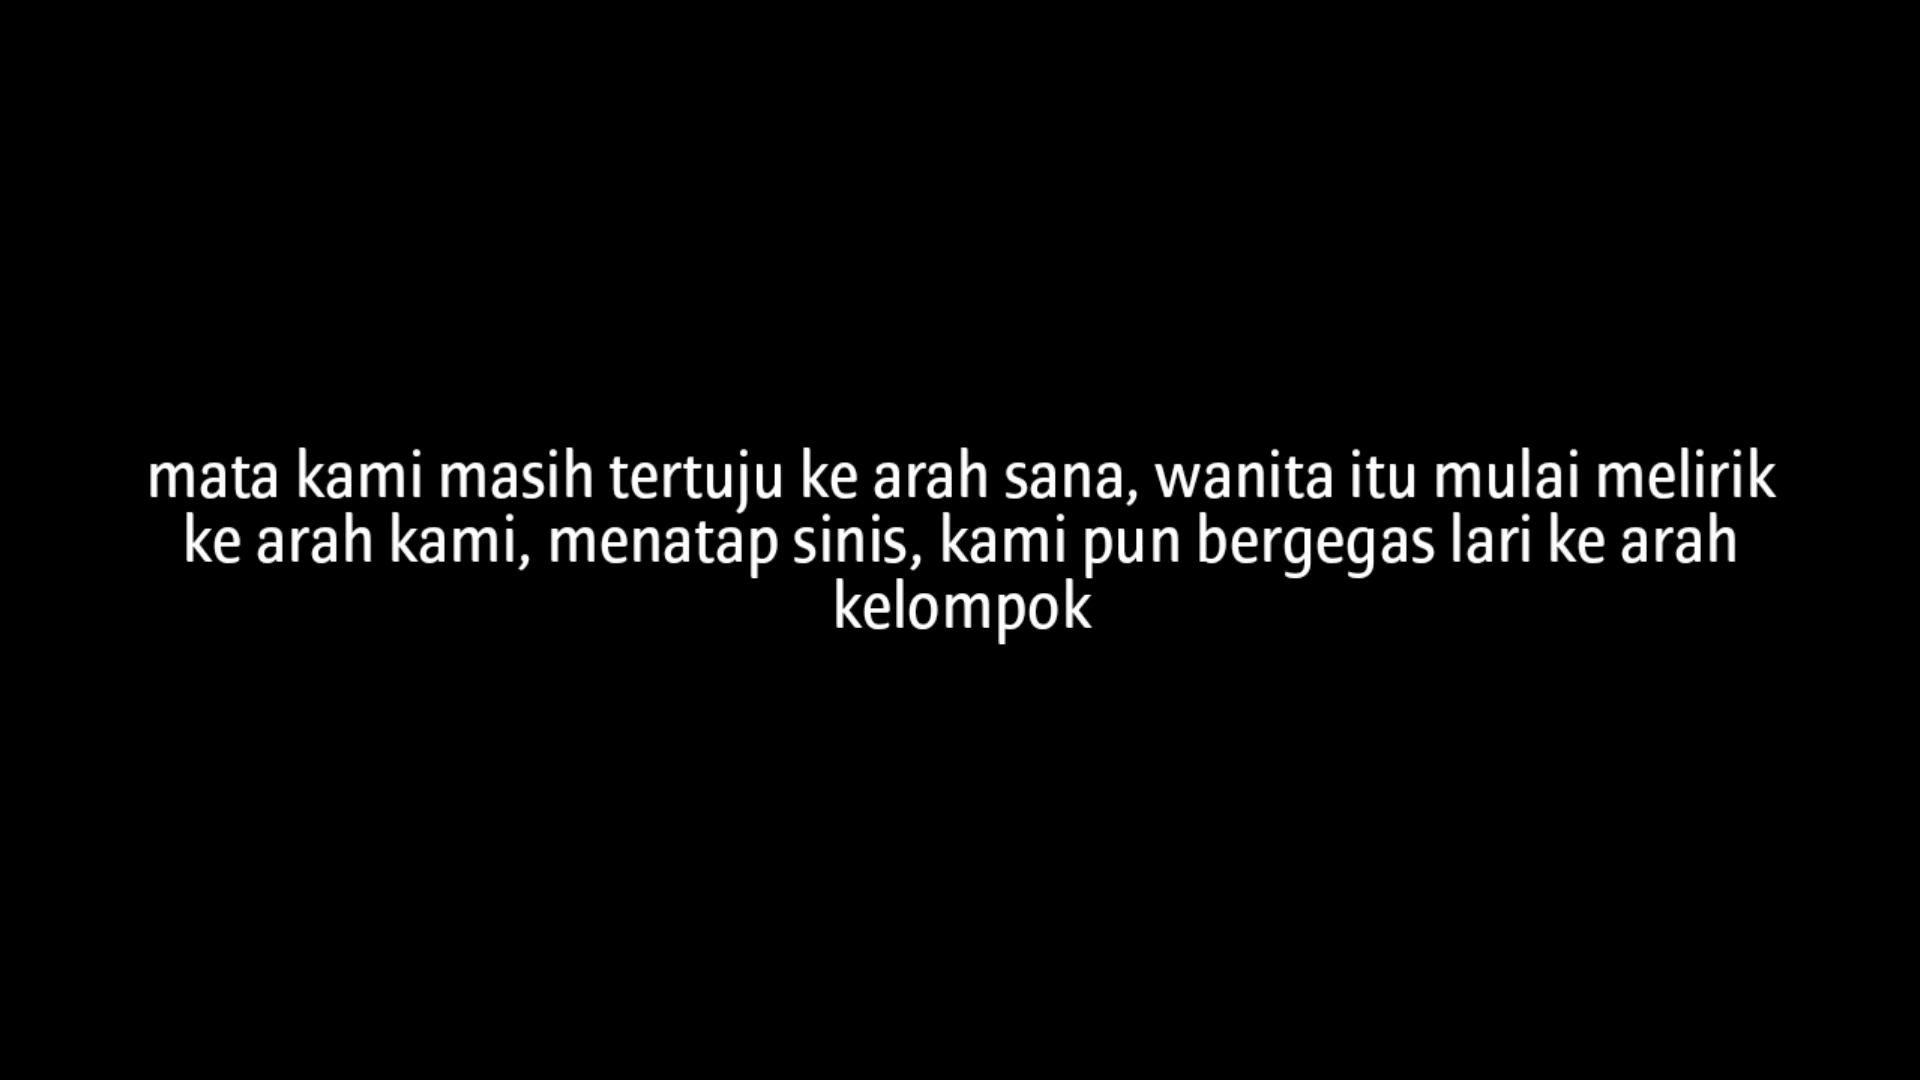 mata kami masih tertuju ke arah sana, wanita itu mulai melirik
ke arah kami, menatap sinis, kami pun bergegas lari ke arah
kelompok